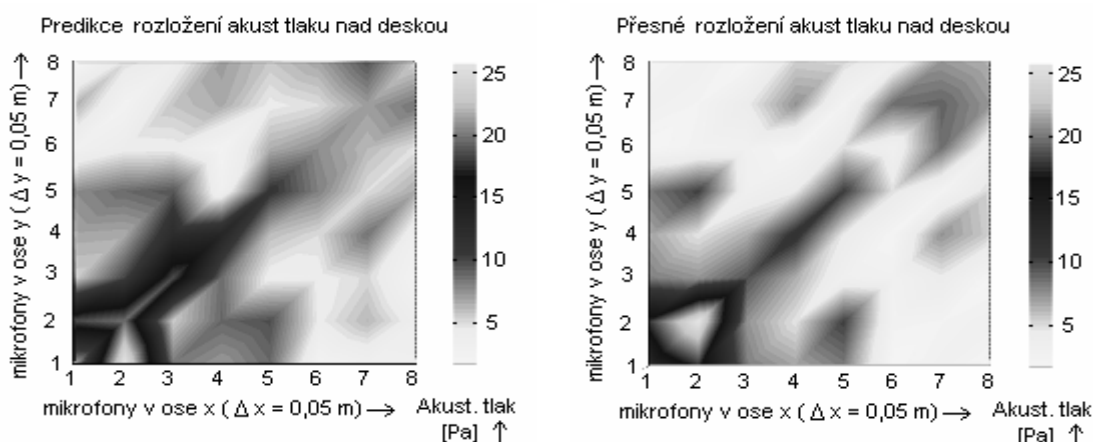 Predikce rozložení akust tlaku nad deskou
mikrofony v ose y ( Δ y = 0,05 m) →
8
7
6
5
4
3
2
1
1 2 3 4 5 6 7 8
mikrofony v ose x ( Δ x = 0,05 m) →
25
20
15
10
5
Akust. tlak
[Pa] ↑
Přesné rozložení akust tlaku nad deskou
mikrofony v ose y ( Δ y = 0,05 m) →
8
7
6
5
4
3
2
1
1 2 3 4 5 6 7 8
mikrofony v ose x ( Δ x = 0,05 m) →
25
20
15
10
5
Akust. tlak
[Pa] ↑